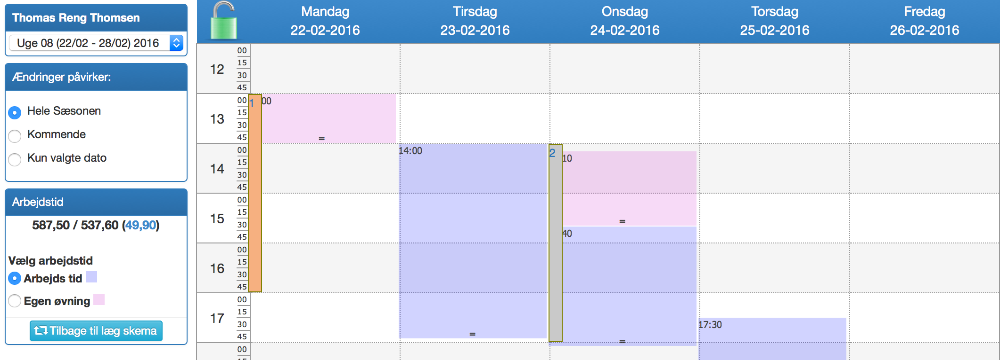 Thomas Reng Thomsen
Uge 08 (22/02 - 28/02) 2016
Ændringer påvirker:
Hele Sæsonen
Kommende
Kun valgte dato
Arbejdstid
587,50 / 537,60 (49,90)
Vælg arbejdstid
Arbejds tid
Egen øvning
Tilbage til læg skema
Mandag
22-02-2016
Tirsdag
23-02-2016
Onsdag
24-02-2016
Torsdag
25-02-2016
Fredag
26-02-2016
12
00
15
30
45
13
00
15
30
45
14
00
15
30
45
15
00
15
30
45
16
00
15
30
45
17
00
15
30
45
00
1
00
=
14:00
=
2
10
=
40
=
17:30